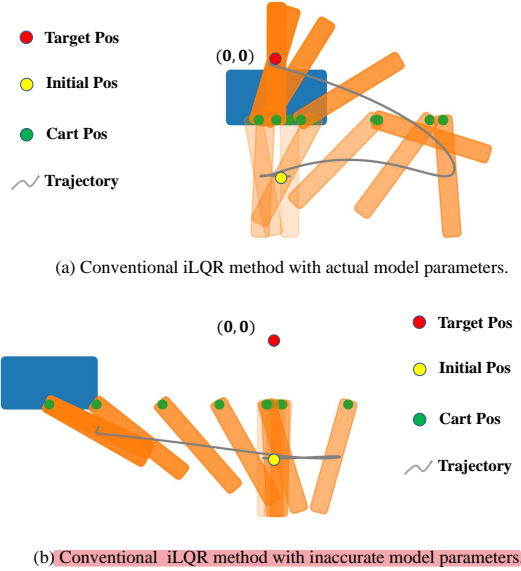 Target Pos
(0, 0)
Initial Pos
Cart Pos
Trajectory
(a) Conventional iLQR method with actual model parameters.
(0, 0)
Target Pos
Initial Pos
Cart Pos
Trajectory
(b) Conventional iLQR method with inaccurate model parameters.